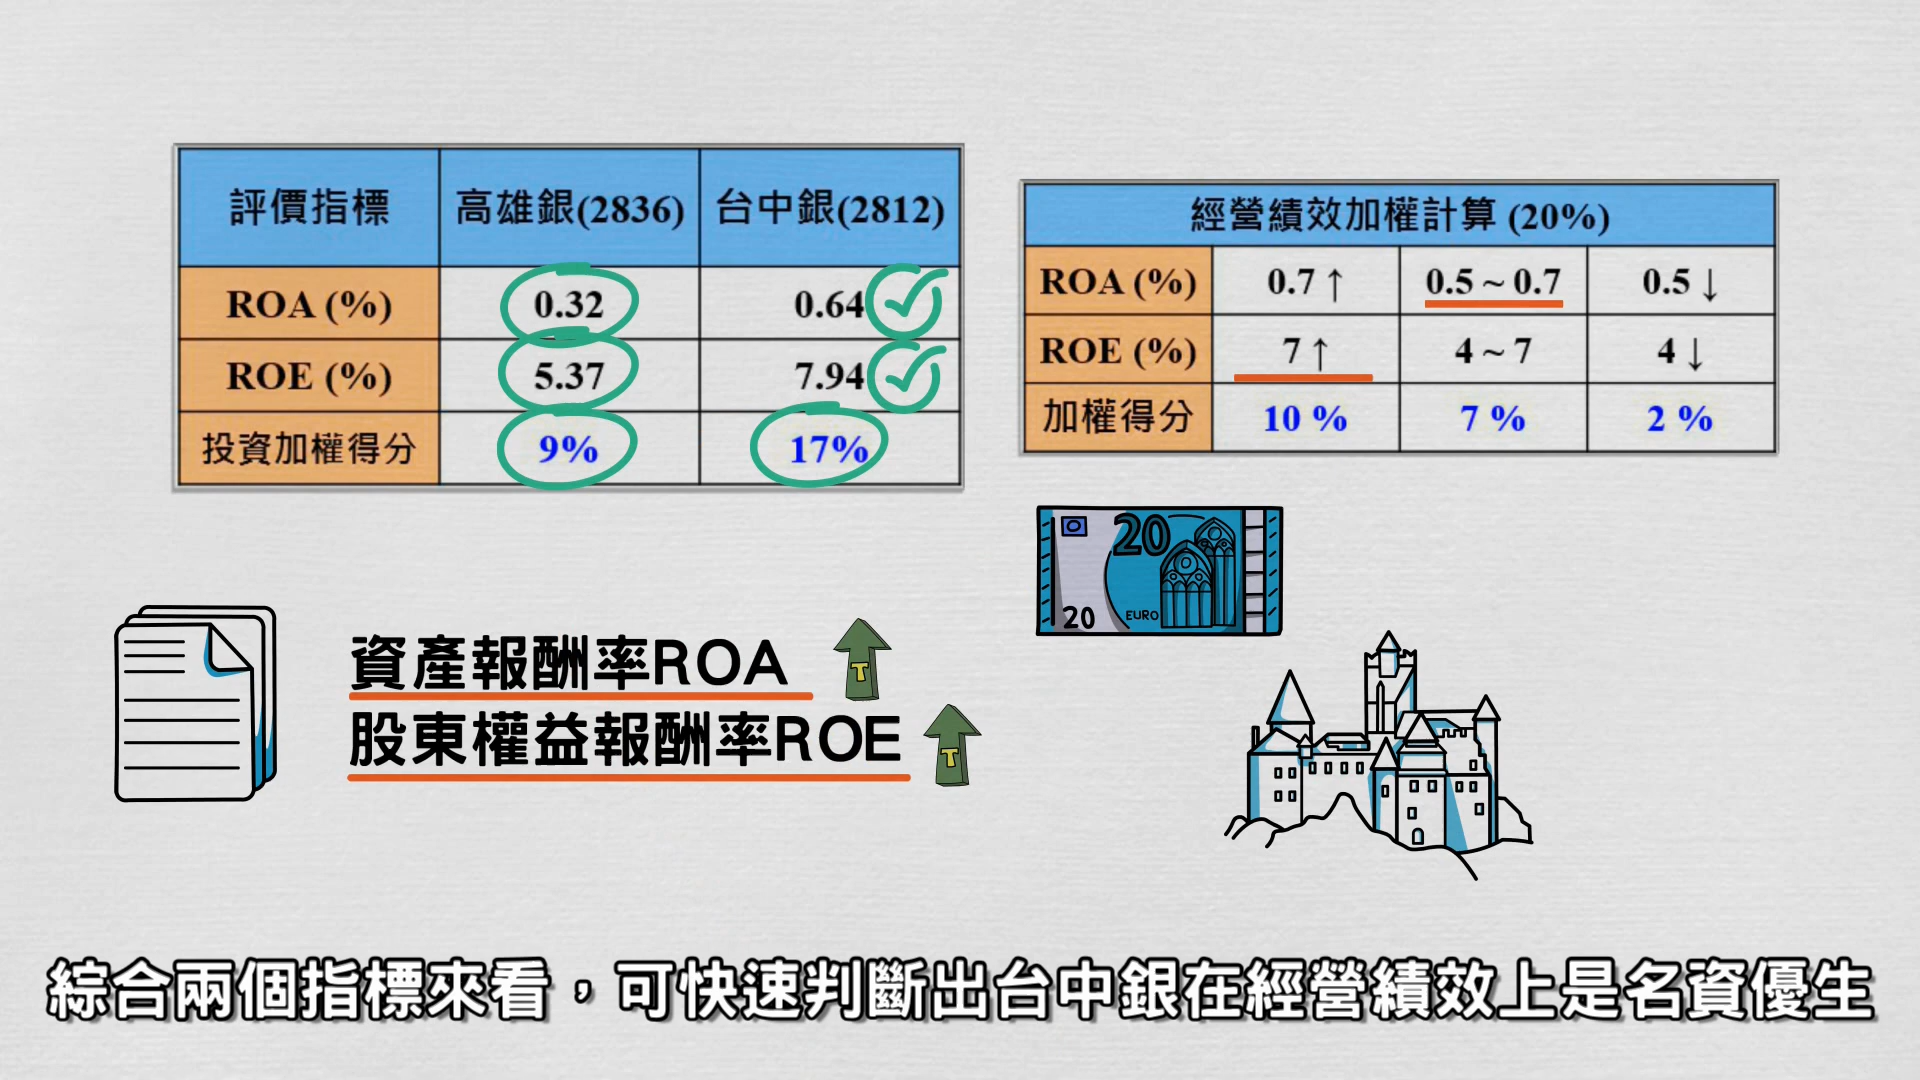 評價指標 高雄銀(2836) 台中銀(2812)
ROA (%) 0.32 0.64
ROE (%) 5.37 7.94
投資加權得分 9% 17%
經營績效加權計算 (20%)
ROA (%) 0.7 ↑ 0.5 ~ 0.7 0.5 ↓
ROE (%) 7 ↑ 4 ~ 7 4 ↓
加權得分 10 % 7 % 2 %
20
20 EURO
資產報酬率ROA
T
股東權益報酬率ROE
T
綜合兩個指標來看，可快速判斷出台中銀在經營績效上是名資優生